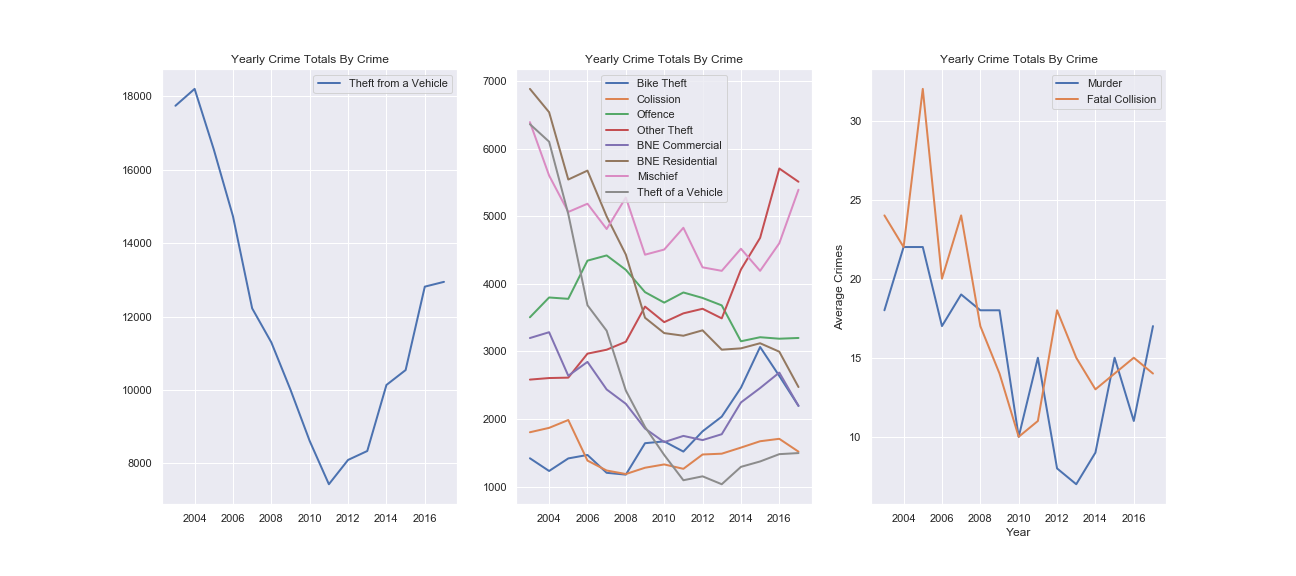 Yearly Crime Totals By Crime
Theft from a Vehicle
18000
16000
14000
12000
10000
8000
2004 2006 2008 2010 2012 2014 2016
Yearly Crime Totals By Crime
Bike Theft
Colission
Offence
Other Theft
BNE Commercial
BNE Residential
Mischief
Theft of a Vehicle
7000
6000
5000
4000
3000
2000
1000
2004 2006 2008 2010 2012 2014 2016
Yearly Crime Totals By Crime
Murder
Fatal Collision
Average Crimes
30
25
20
15
10
2004 2006 2008 2010 2012 2014 2016
Year